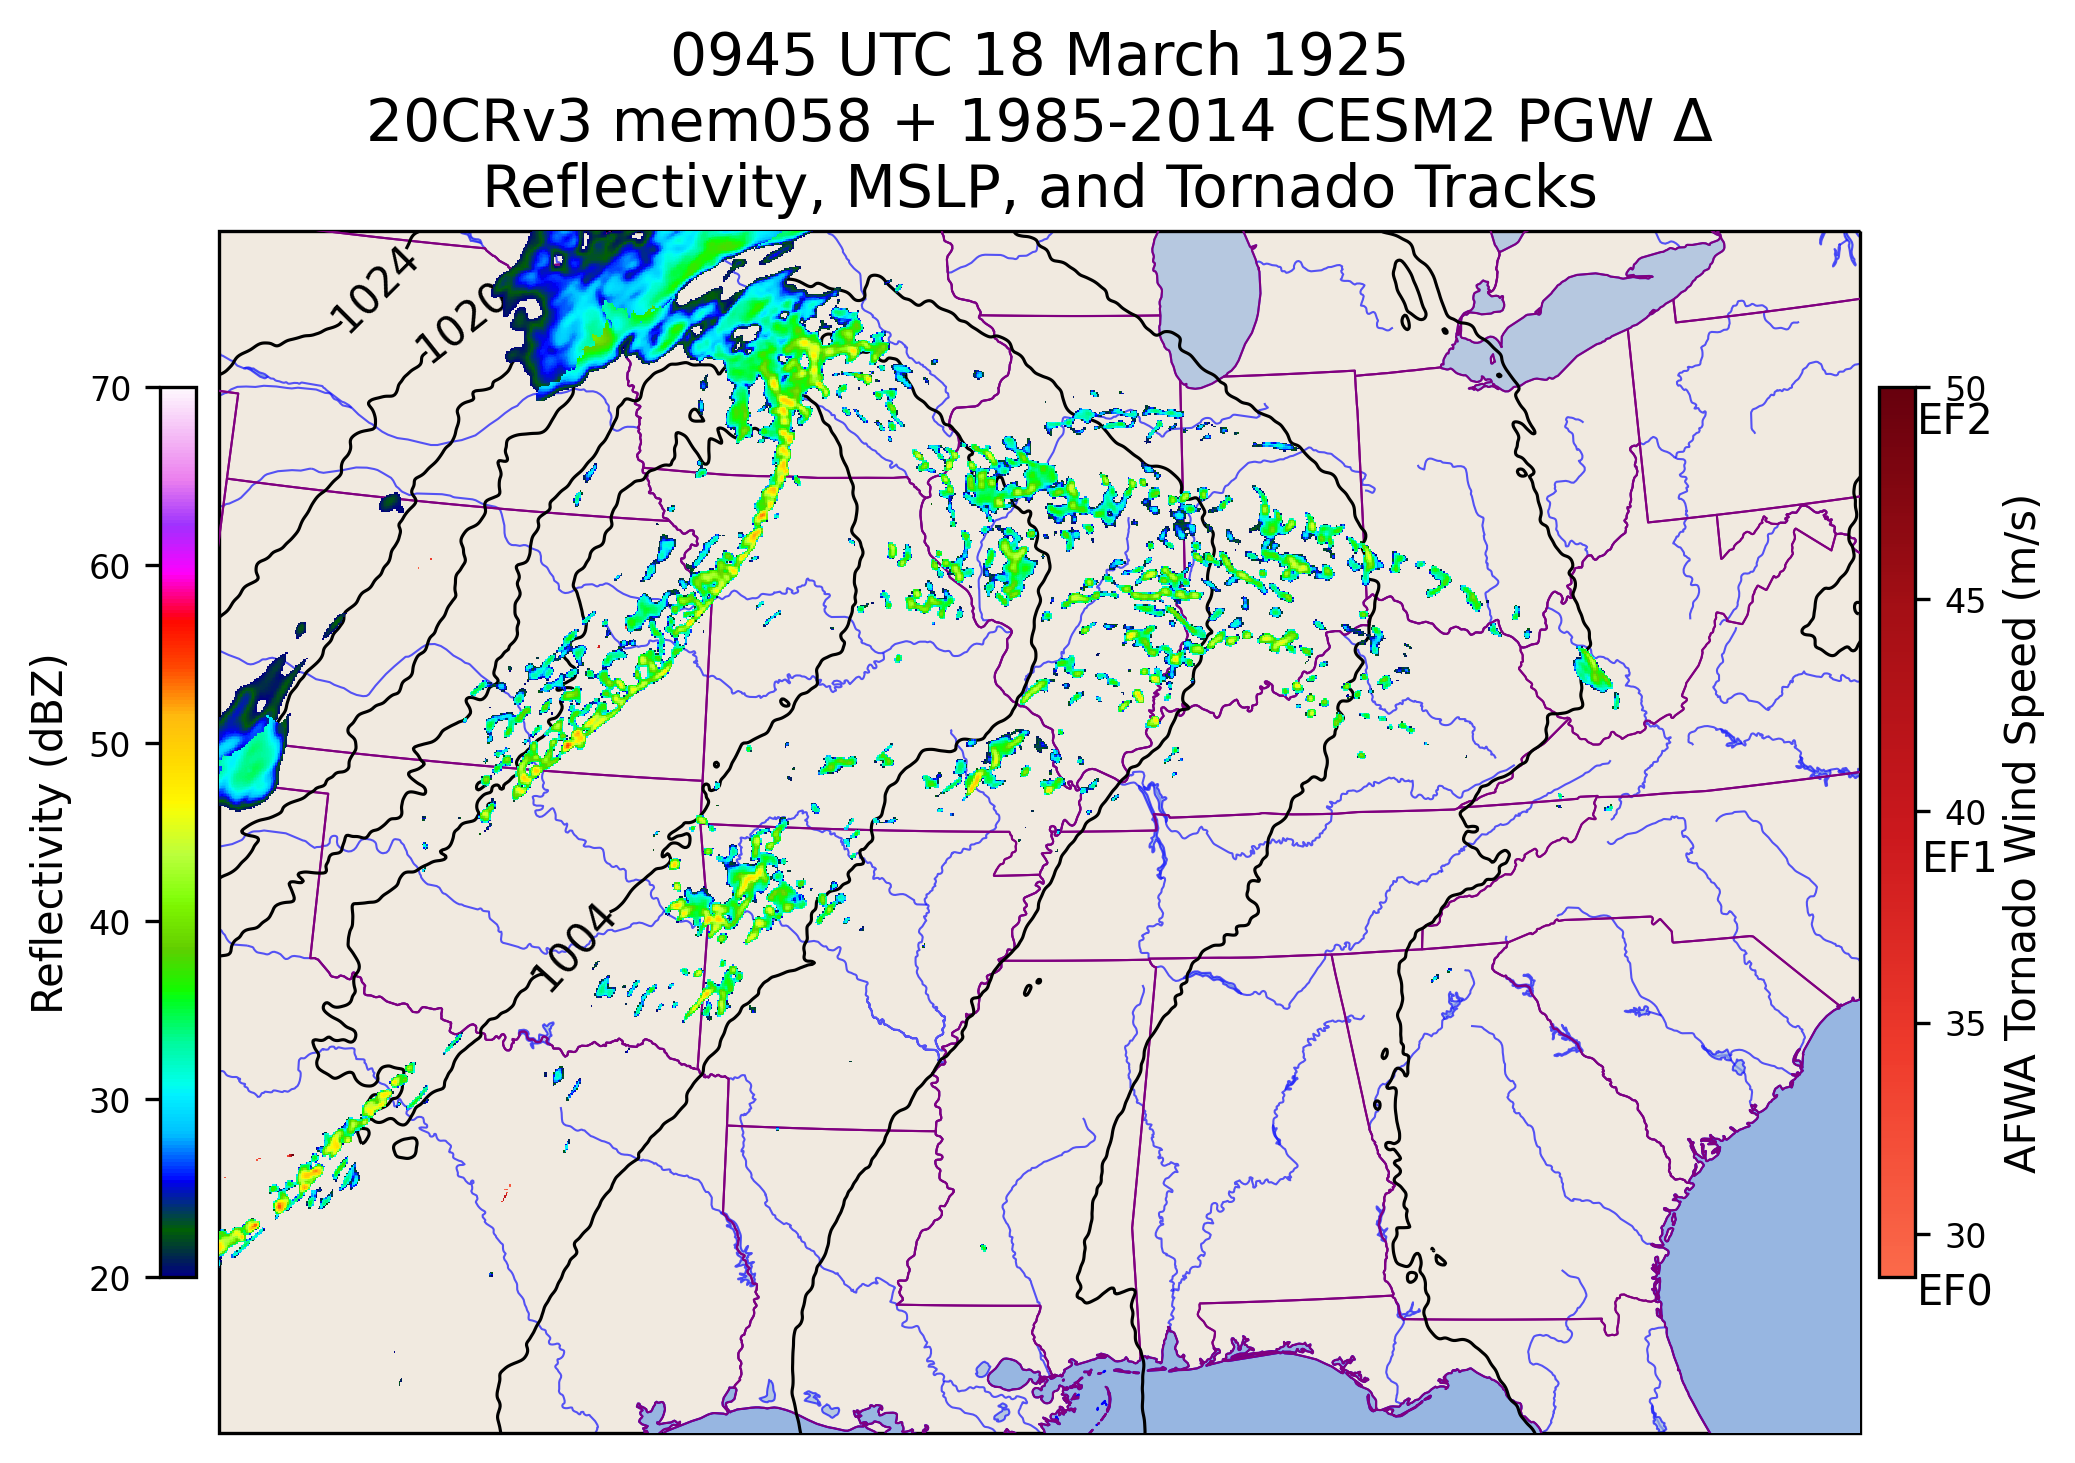 0945 UTC 18 March 1925
20CRv3 mem058 + 1985-2014 CESM2 PGW Δ
Reflectivity, MSLP, and Tornado Tracks
1024
1020
1004
70
60
50
40
30
20
Reflectivity (dBZ)
50
EF2
45
40
EF1
35
30
EF0
AFWA Tornado Wind Speed (m/s)